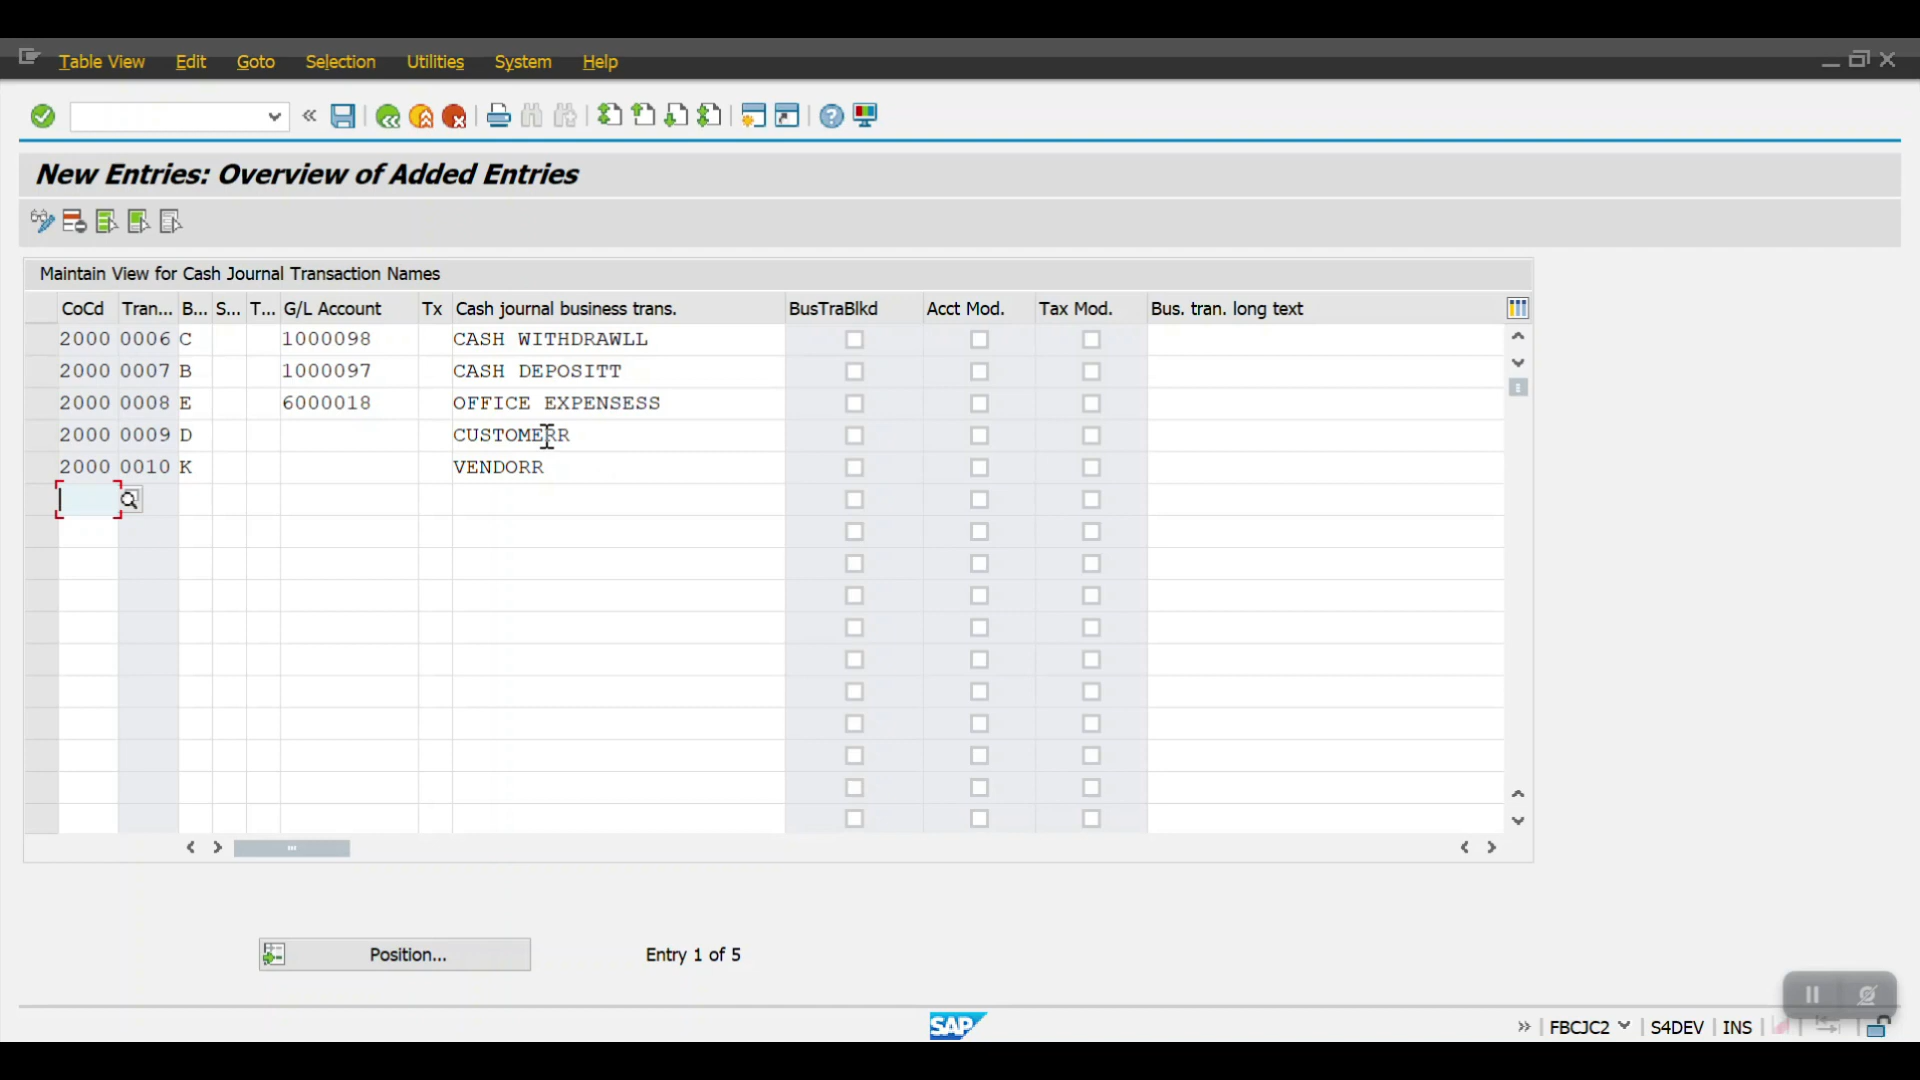 Table View Edit Goto Selection Utilities System Help
New Entries: Overview of Added Entries
Maintain View for Cash Journal Transaction Names
CoCd Tran... B... S... T... G/L Account Tx Cash journal business trans. BusTraBlkd Acct Mod. Tax Mod. Bus. tran. long text
2000 0006 C 1000098 CASH WITHDRAWLL
2000 0007 B 1000097 CASH DEPOSITT
2000 0008 E 6000018 OFFICE EXPENSESS
2000 0009 D CUSTOMERR
2000 0010 K VENDORR
Position... Entry 1 of 5
SAP FBCJC2 S4DEV INS